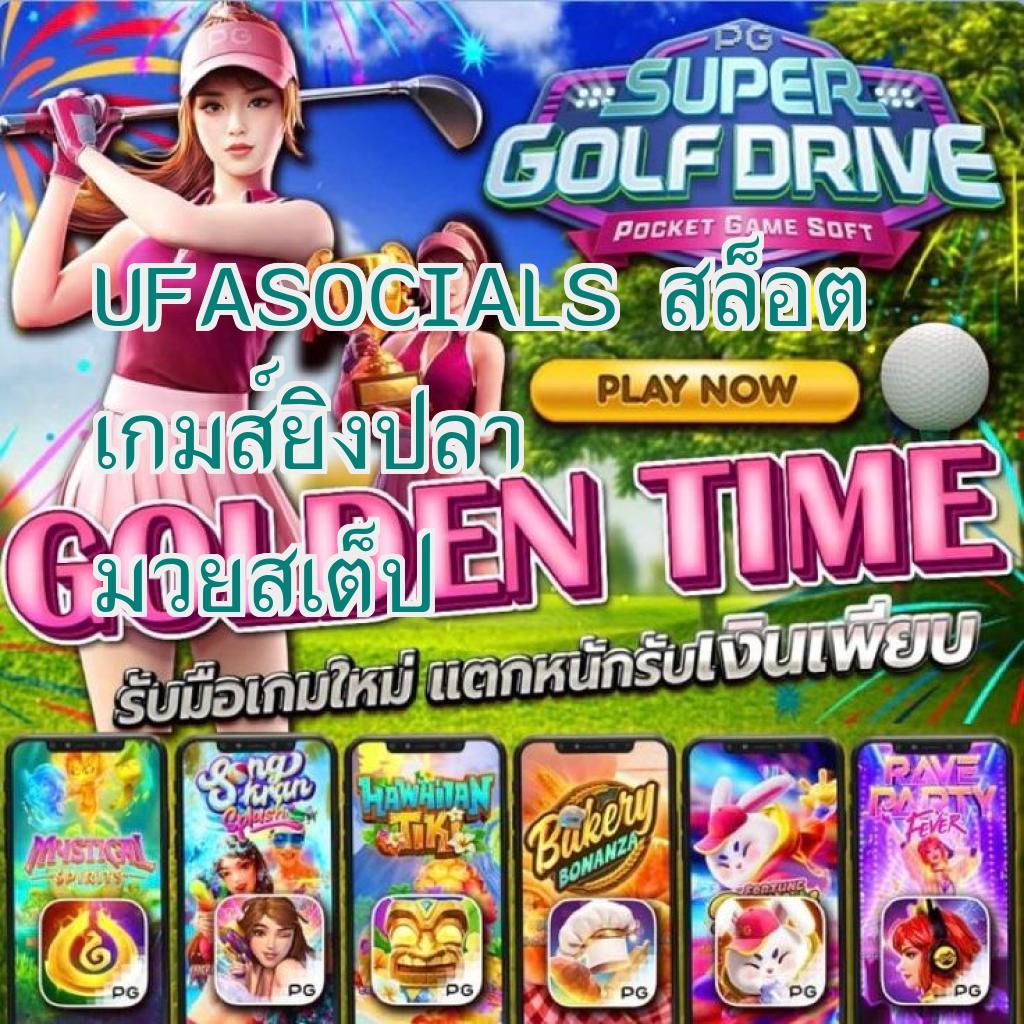 PG
PG
SUPER
GOLF DRIVE
POCKET GAME SOFT
UFASOCIALS สล็อต
PLAY NOW
เกมส์ยิงปลา
GOLDEN TIME
มวยสเต็ป
รับมือเกมใหม่ แตกหนักรับเงินเพียบ
MYSTICAL
SPIRITS
Songkran
Splash
HAWAIIAN
TIKI
Bakery
BONANZA
FORTUNE
RAVE
PARTY
FEVER
PG
PG
PG
PG
PG
PG